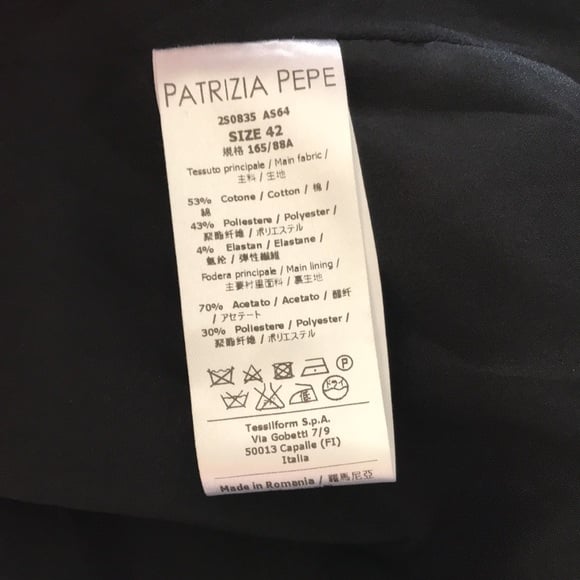 PATRIZIA PEPE
2S0835 AS64
SIZE 42
規格 165/88A
Tessuto principale / Main fabric /
主料 / 生地
53% Cotone / Cotton / 棉 /
綿
43% Poliestere / Polyester /
聚酯纤维 / ポリエステル
4% Elastan / Elastane /
氨纶 / 弾性繊維
Fodera principale / Main lining /
主要衬里面料 / 裏生地
70% Acetato / Acetato / 醋纤
/ アセテート
30% Poliestere / Polyester /
聚酯纤维 / ポリエステル
P
ドライ
Tessilform S.p.A.
Via Gobetti 7/9
50013 Capalle (FI)
Italia
Made in Romania / 羅馬尼亞